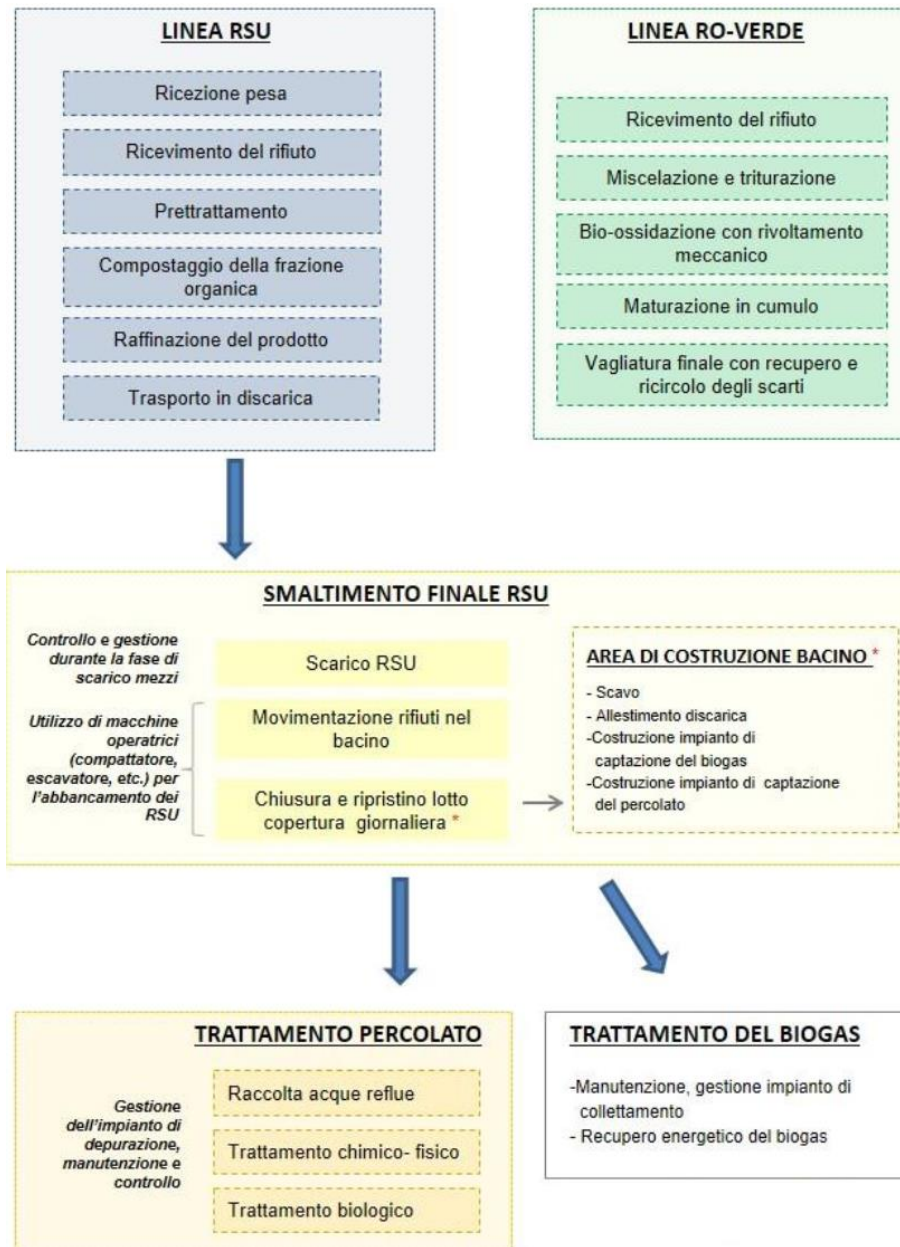 LINEA RSU
Ricezione pesa
Ricevimento del rifiuto
Prettrattamento
Compostaggio della frazione
organica
Raffinazione del prodotto
Trasporto in discarica
LINEA RO-VERDE
Ricevimento del rifiuto
Miscelazione e triturazione
Bio-ossidazione con rivoltamento
meccanico
Maturazione in cumulo
Vagliatura finale con recupero e
ricircolo degli scarti
SMALTIMENTO FINALE RSU
Controllo e gestione
durante la fase di
scarico mezzi
Scarico RSU
Utilizzo di macchine
operatrici
(compattatore,
escavatore, etc.) per
l'abbancamento dei
RSU
Movimentazione rifiuti nel
bacino
Chiusura e ripristino lotto
copertura giornaliera *
AREA DI COSTRUZIONE BACINO *
- Scavo
- Allestimento discarica
-Costruzione impianto di
captazione del biogas
-Costruzione impianto di captazione
del percolato
TRATTAMENTO PERCOLATO
Gestione
dell'impianto di
depurazione,
manutenzione e
controllo
Raccolta acque reflue
Trattamento chimico- fisico
Trattamento biologico
TRATTAMENTO DEL BIOGAS
-Manutenzione, gestione impianto di
collettamento
- Recupero energetico del biogas